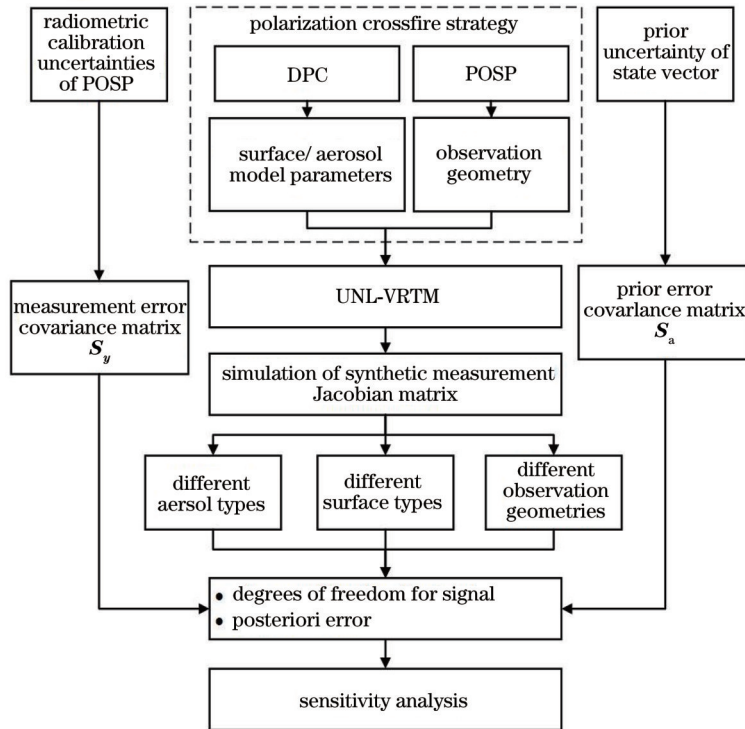 radiometric
calibration
uncertainties
of POSP
polarization crossfire strategy
DPC
POSP
surface/ aerosol
model parameters
observation
geometry
prior
uncertainty of
state vector
measurement error
covariance matrix
Sy
UNL-VRTM
prior error
covarlance matrix
Sa
simulation of synthetic measurement
Jacobian matrix
different
aersol types
different
surface types
different
observation
geometries
• degrees of freedom for signal
• posteriori error
sensitivity analysis